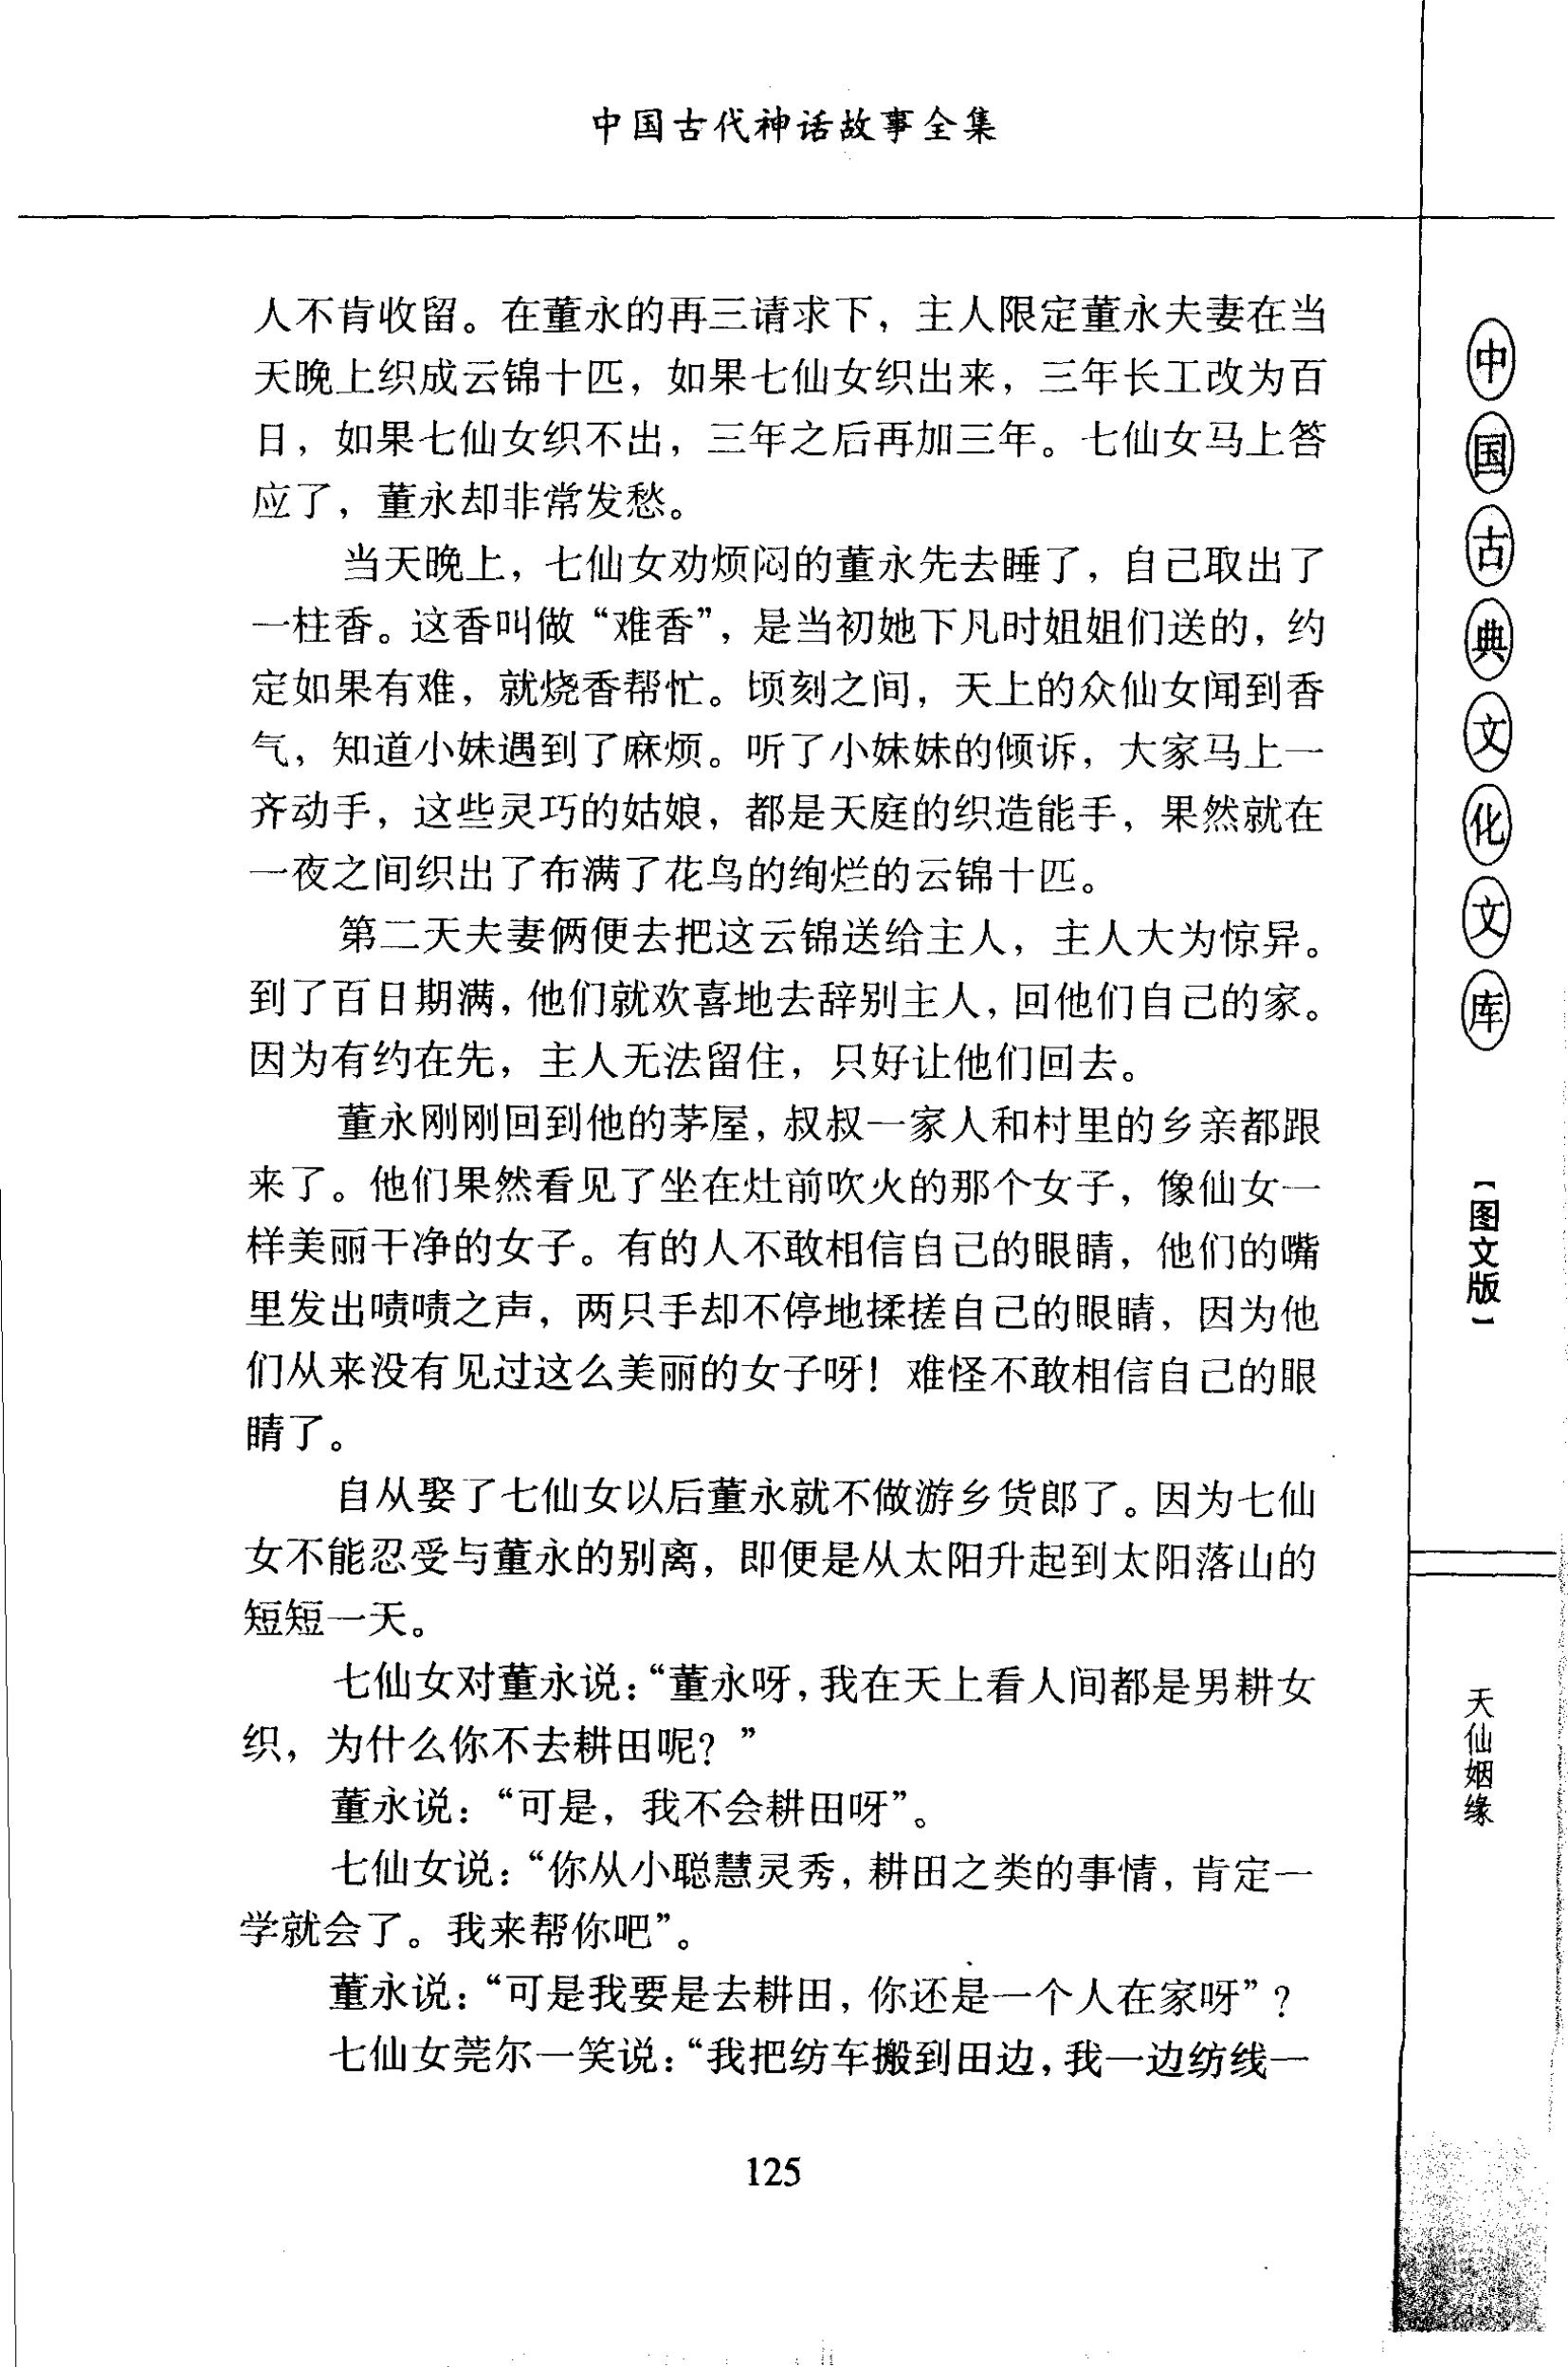 中国古代神话故事全集
人不肯收留。在董永的再三请求下，主人限定董永夫妻在当
天晚上织成云锦十匹，如果七仙女织出来，三年长工改为百
日，如果七仙女织不出，三年之后再加三年。七仙女马上答
应了，董永却非常发愁。
当天晚上，七仙女劝烦闷的董永先去睡了，自己取出了
一柱香。这香叫做“难香”，是当初她下凡时姐姐们送的，约
定如果有难，就烧香帮忙。顷刻之间，天上的众仙女闻到香
气，知道小妹遇到了麻烦。听了小妹妹的倾诉，大家马上一
齐动手，这些灵巧的姑娘，都是天庭的织造能手，果然就在
一夜之间织出了布满了花鸟的绚烂的云锦十匹。
第二天夫妻俩便去把这云锦送给主人，主人大为惊异。
到了百日期满，他们就欢喜地去辞别主人，回他们自己的家。
因为有约在先，主人无法留住，只好让他们回去。
董永刚刚回到他的茅屋，叔叔一家人和村里的乡亲都跟
来了。他们果然看见了坐在灶前吹火的那个女子，像仙女一
样美丽干净的女子。有的人不敢相信自己的眼睛，他们的嘴
里发出啧啧之声，两只手却不停地揉搓自己的眼睛，因为他
们从来没有见过这么美丽的女子呀！难怪不敢相信自己的眼
睛了。
自从娶了七仙女以后董永就不做游乡货郎了。因为七仙
女不能忍受与董永的别离，即便是从太阳升起到太阳落山的
短短一天。
七仙女对董永说：“董永呀，我在天上看人间都是男耕女
织，为什么你不去耕田呢？”
董永说：“可是，我不会耕田呀”。
七仙女说：“你从小聪慧灵秀，耕田之类的事情，肯定一
学就会了。我来帮你吧”。
董永说：“可是我要是去耕田，你还是一个人在家呀”？
七仙女莞尔一笑说：“我把纺车搬到田边，我一边纺线一
125
中国古典文化文库
【图文版】
天仙姻缘